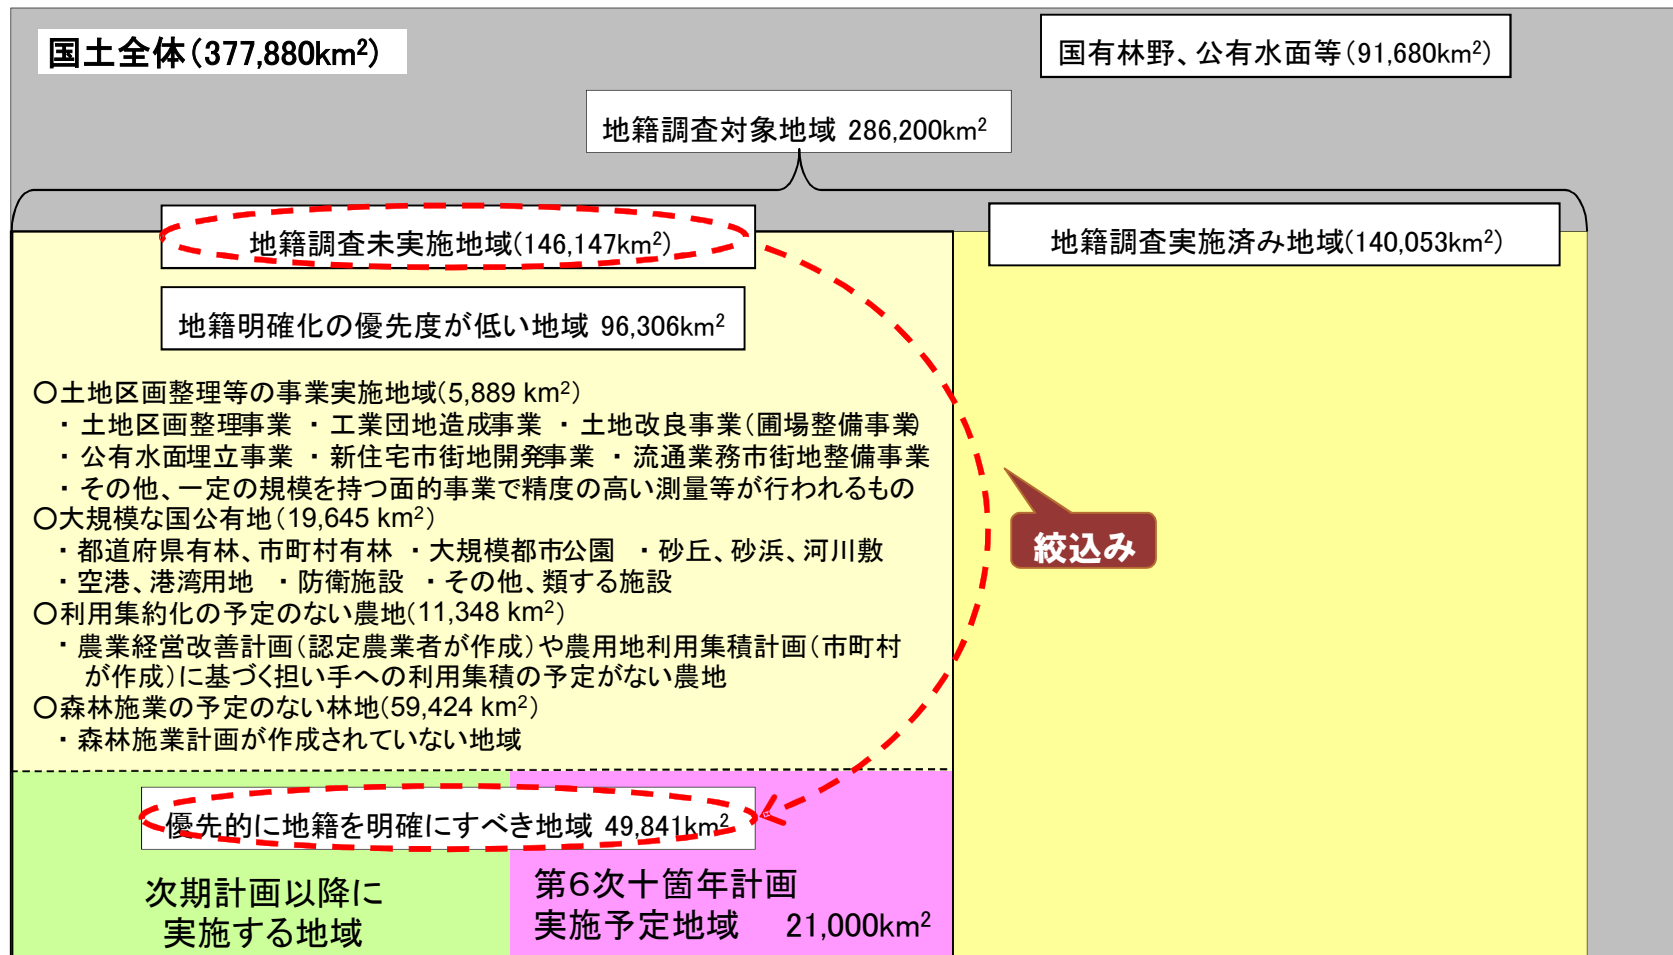 国土全体(377,880km²)
国有林野、公有水面等(91,680km²)
地籍調査対象地域 286,200km²
地籍調査未実施地域(146,147km²)
地籍調査実施済み地域(140,053km²)
地籍明確化の優先度が低い地域 96,306km²
○土地区画整理等の事業実施地域(5,889 km²)
・土地区画整理事業 ・工業団地造成事業 ・土地改良事業(圃場整備事業)
・公有水面埋立事業 ・新住宅市街地開発事業 ・流通業務市街地整備事業
・その他、一定の規模を持つ面的事業で精度の高い測量等が行われるもの
○大規模な国公有地(19,645 km²)
・都道府県有林、市町村有林 ・大規模都市公園 ・砂丘、砂浜、河川敷
・空港、港湾用地 ・防衛施設 ・その他、類する施設
○利用集約化の予定のない農地(11,348 km²)
・農業経営改善計画(認定農業者が作成)や農用地利用集積計画(市町村
が作成)に基づく担い手への利用集積の予定がない農地
○森林施業の予定のない林地(59,424 km²)
・森林施業計画が作成されていない地域
絞込み
優先的に地籍を明確にすべき地域 49,841km²
次期計画以降に
実施する地域
第6次十箇年計画
実施予定地域 21,000km²